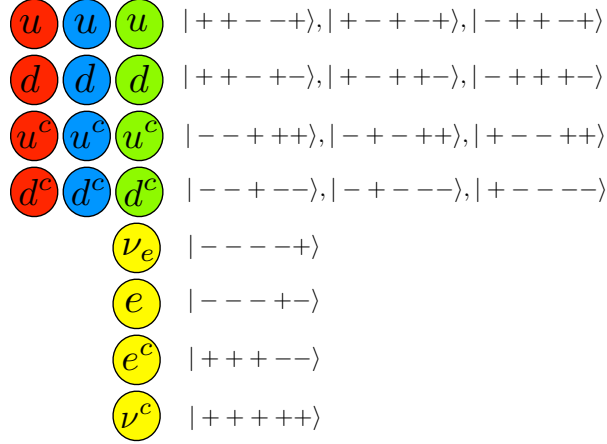 u u u |++−−+⟩,|+−+−+⟩,|−++−+⟩
d d d |++−+−⟩,|+−++−⟩,|−+++−⟩
u^c u^c u^c |−−+++⟩,|−+−++⟩,|+−−++⟩
d^c d^c d^c |−−+−−⟩,|−+−−−⟩,|+−−−−⟩
ν_e |−−−−+⟩
e |−−−+−⟩
e^c |+++−−⟩
ν^c |+++++⟩